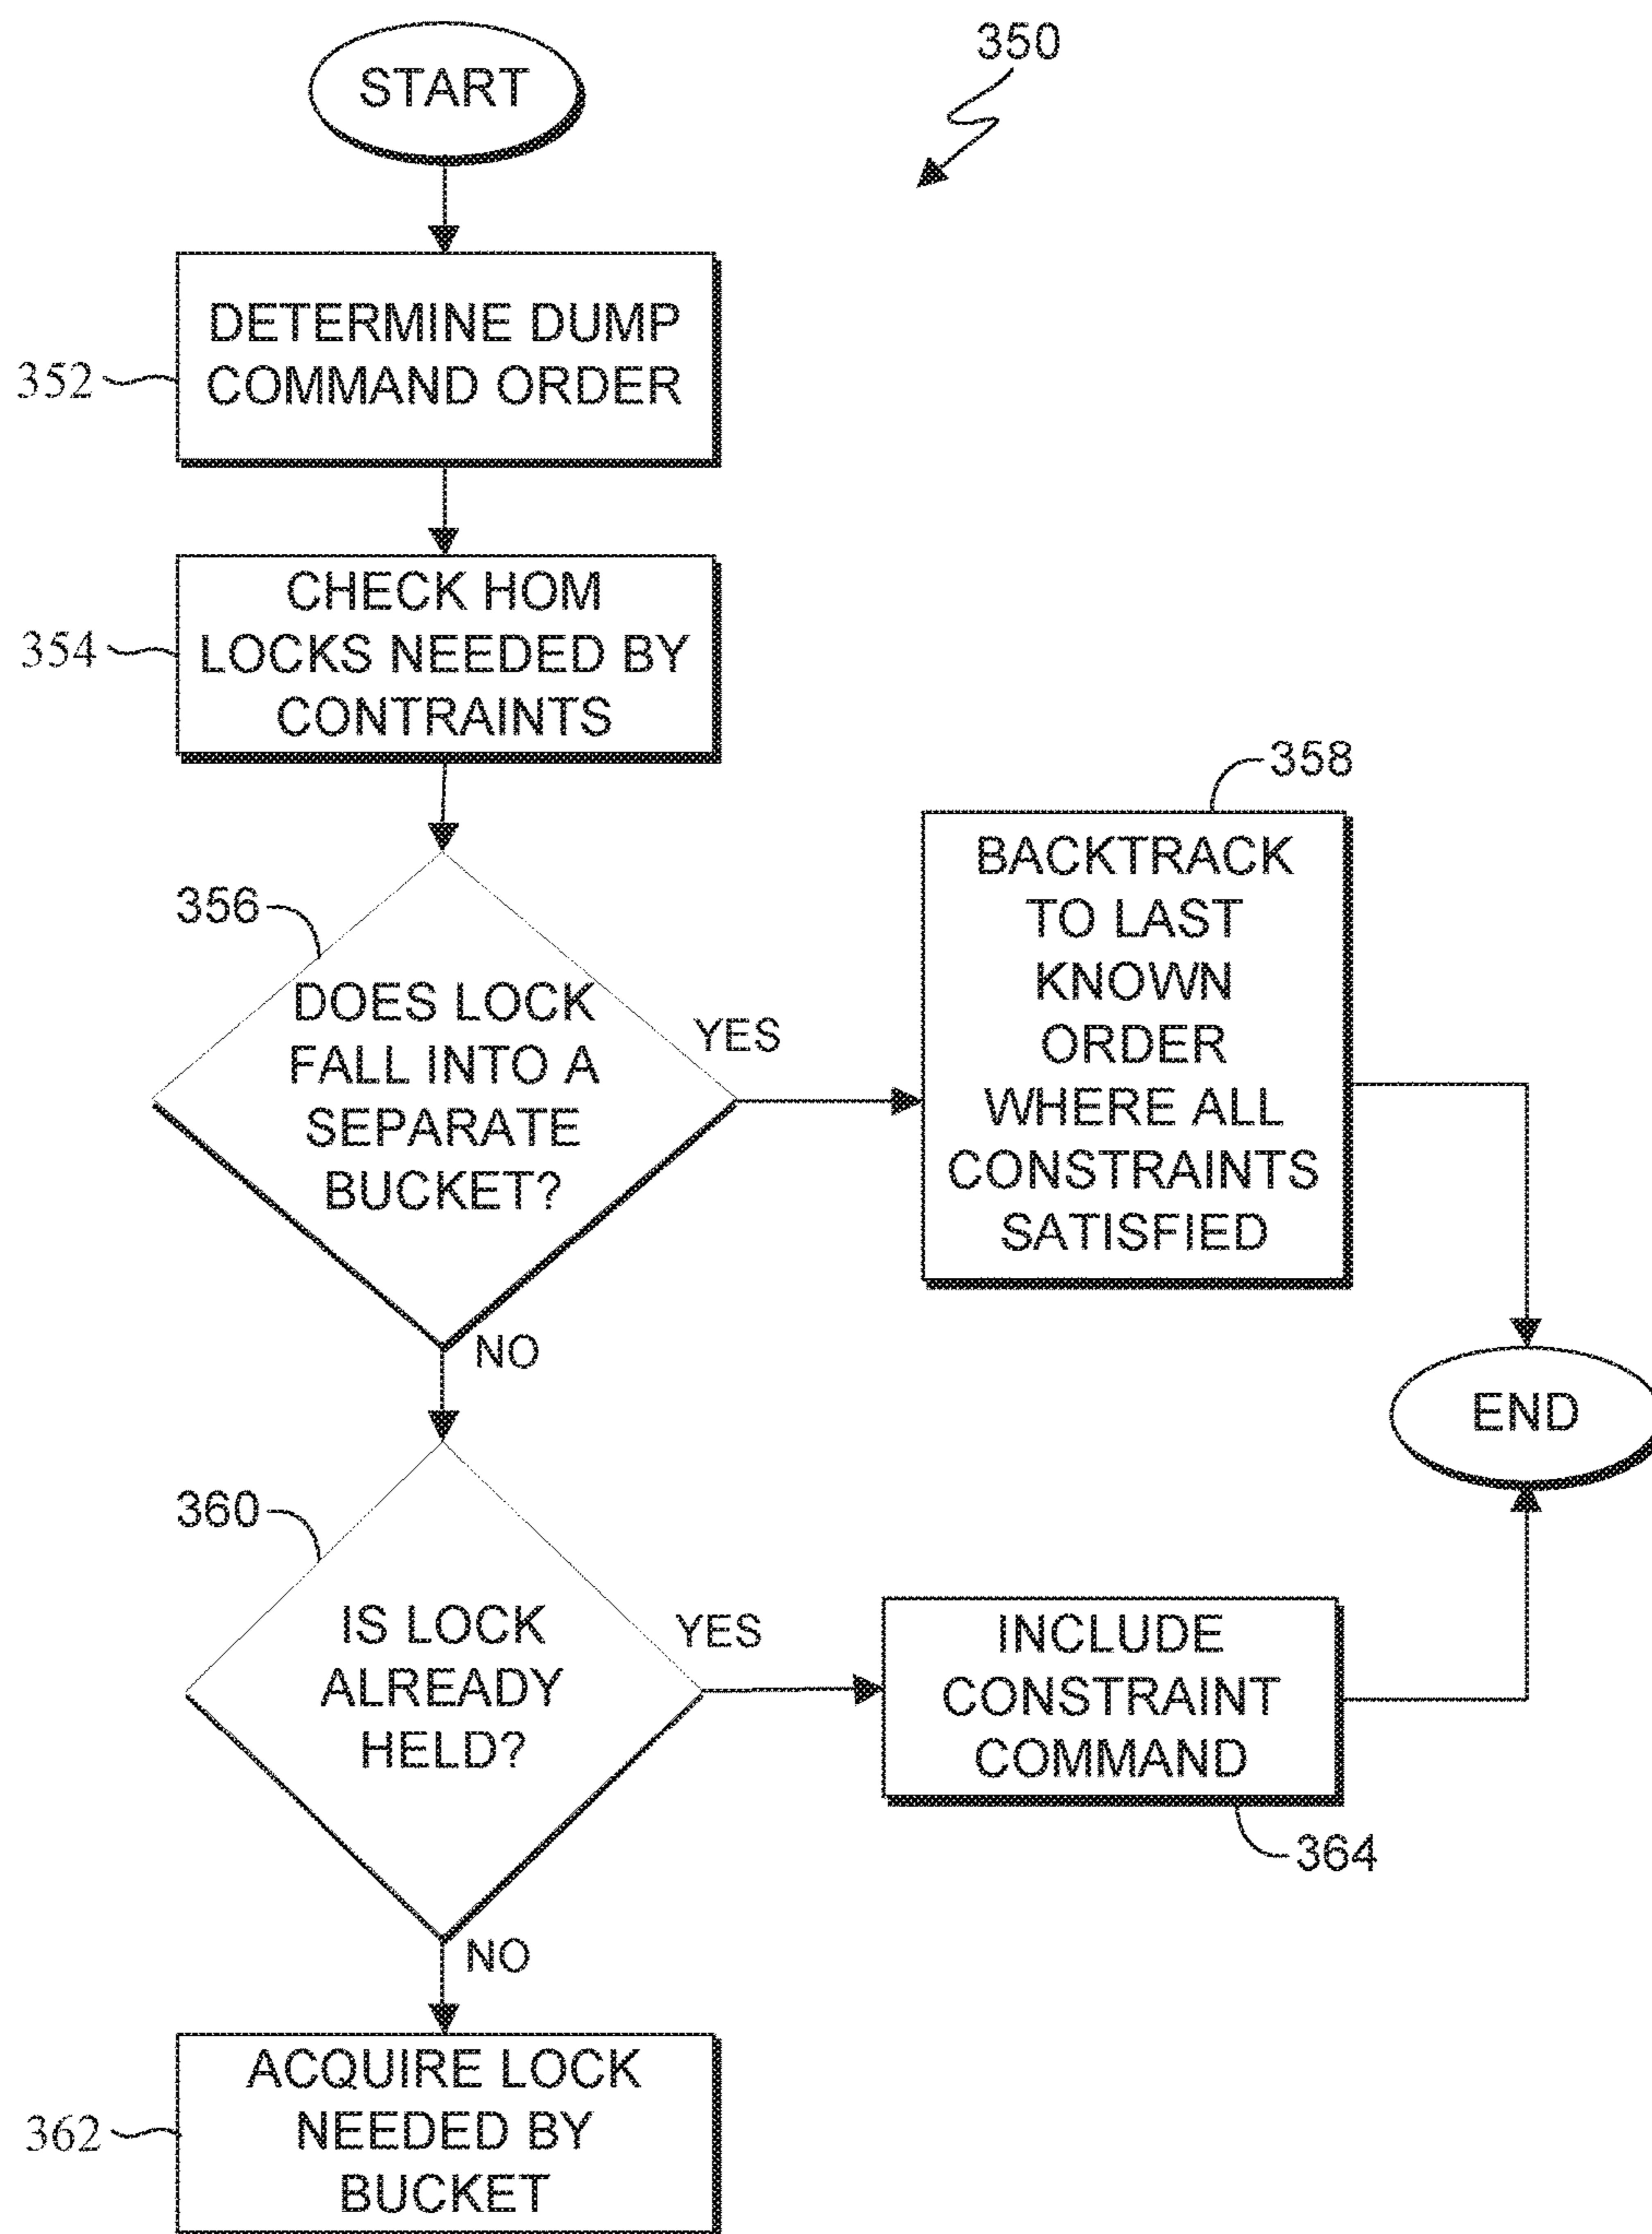 START
350
352
DETERMINE DUMP
COMMAND ORDER
354
CHECK HOM
LOCKS NEEDED BY
CONTRAINTS
356
DOES LOCK
FALL INTO A
SEPARATE
BUCKET?
YES
NO
358
BACKTRACK
TO LAST
KNOWN
ORDER
WHERE ALL
CONSTRAINTS
SATISFIED
END
360
IS LOCK
ALREADY
HELD?
YES
NO
INCLUDE
CONSTRAINT
COMMAND
364
362
ACQUIRE LOCK
NEEDED BY
BUCKET